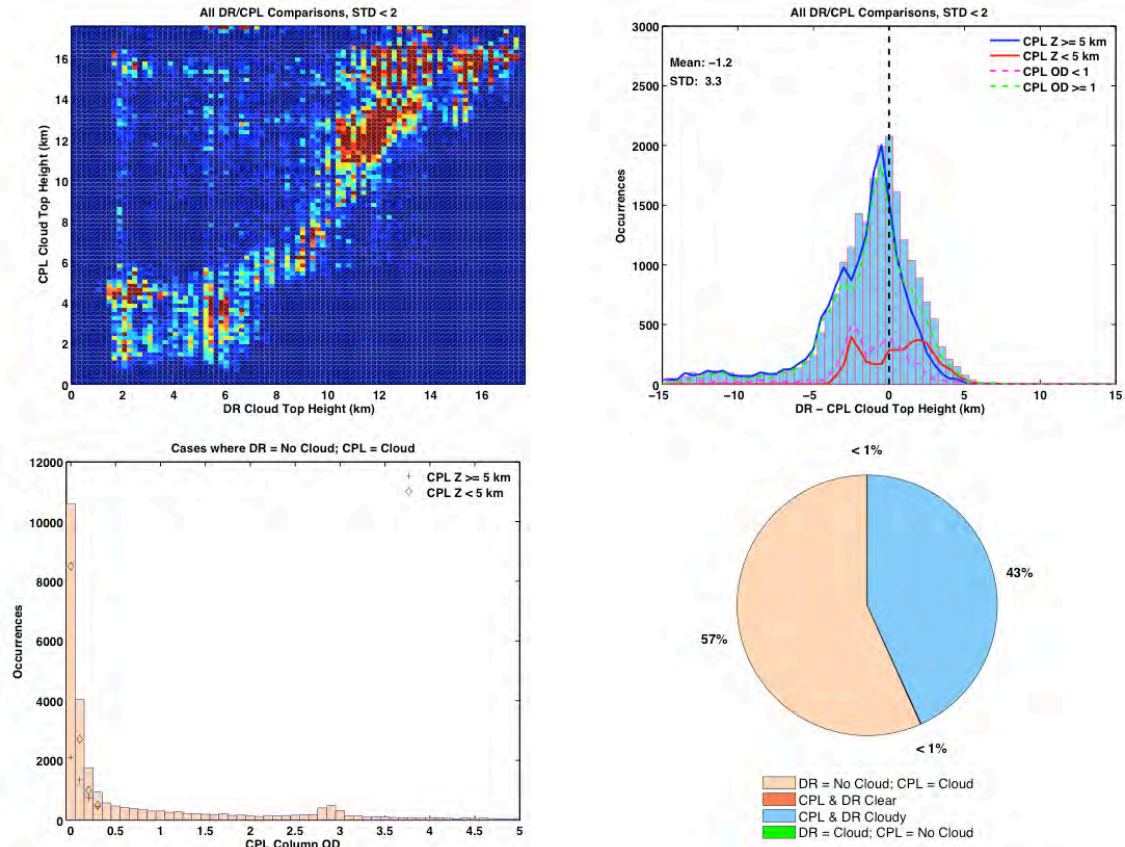 All DR/CPL Comparisons, STD < 2
16
14
12
10
8
6
4
2
0
CPL Cloud Top Height (km)
0 2 4 6 8 10 12 14 16
DR Cloud Top Height (km)
All DR/CPL Comparisons, STD < 2
3000
2500
2000
1500
1000
500
0
Occurrences
Mean: −1.2
STD: 3.3
CPL Z >= 5 km
CPL Z < 5 km
CPL OD < 1
CPL OD >= 1
−15 −10 −5 0 5 10 15
DR − CPL Cloud Top Height (km)
Cases where DR = No Cloud; CPL = Cloud
12000
10000
8000
6000
4000
2000
0
Occurrences
CPL Z >= 5 km
CPL Z < 5 km
0 0.5 1 1.5 2 2.5 3 3.5 4 4.5 5
CPL Column OD
< 1%
43%
57%
< 1%
DR = No Cloud; CPL = Cloud
CPL & DR Clear
CPL & DR Cloudy
DR = Cloud; CPL = No Cloud